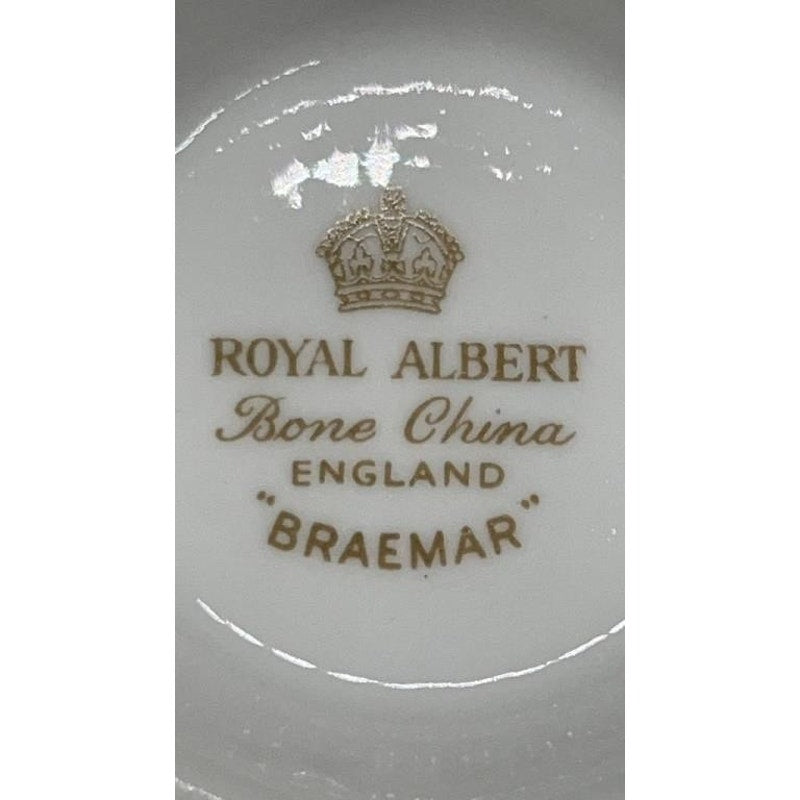 ROYAL ALBERT
Bone China
ENGLAND
"BRAEMAR"